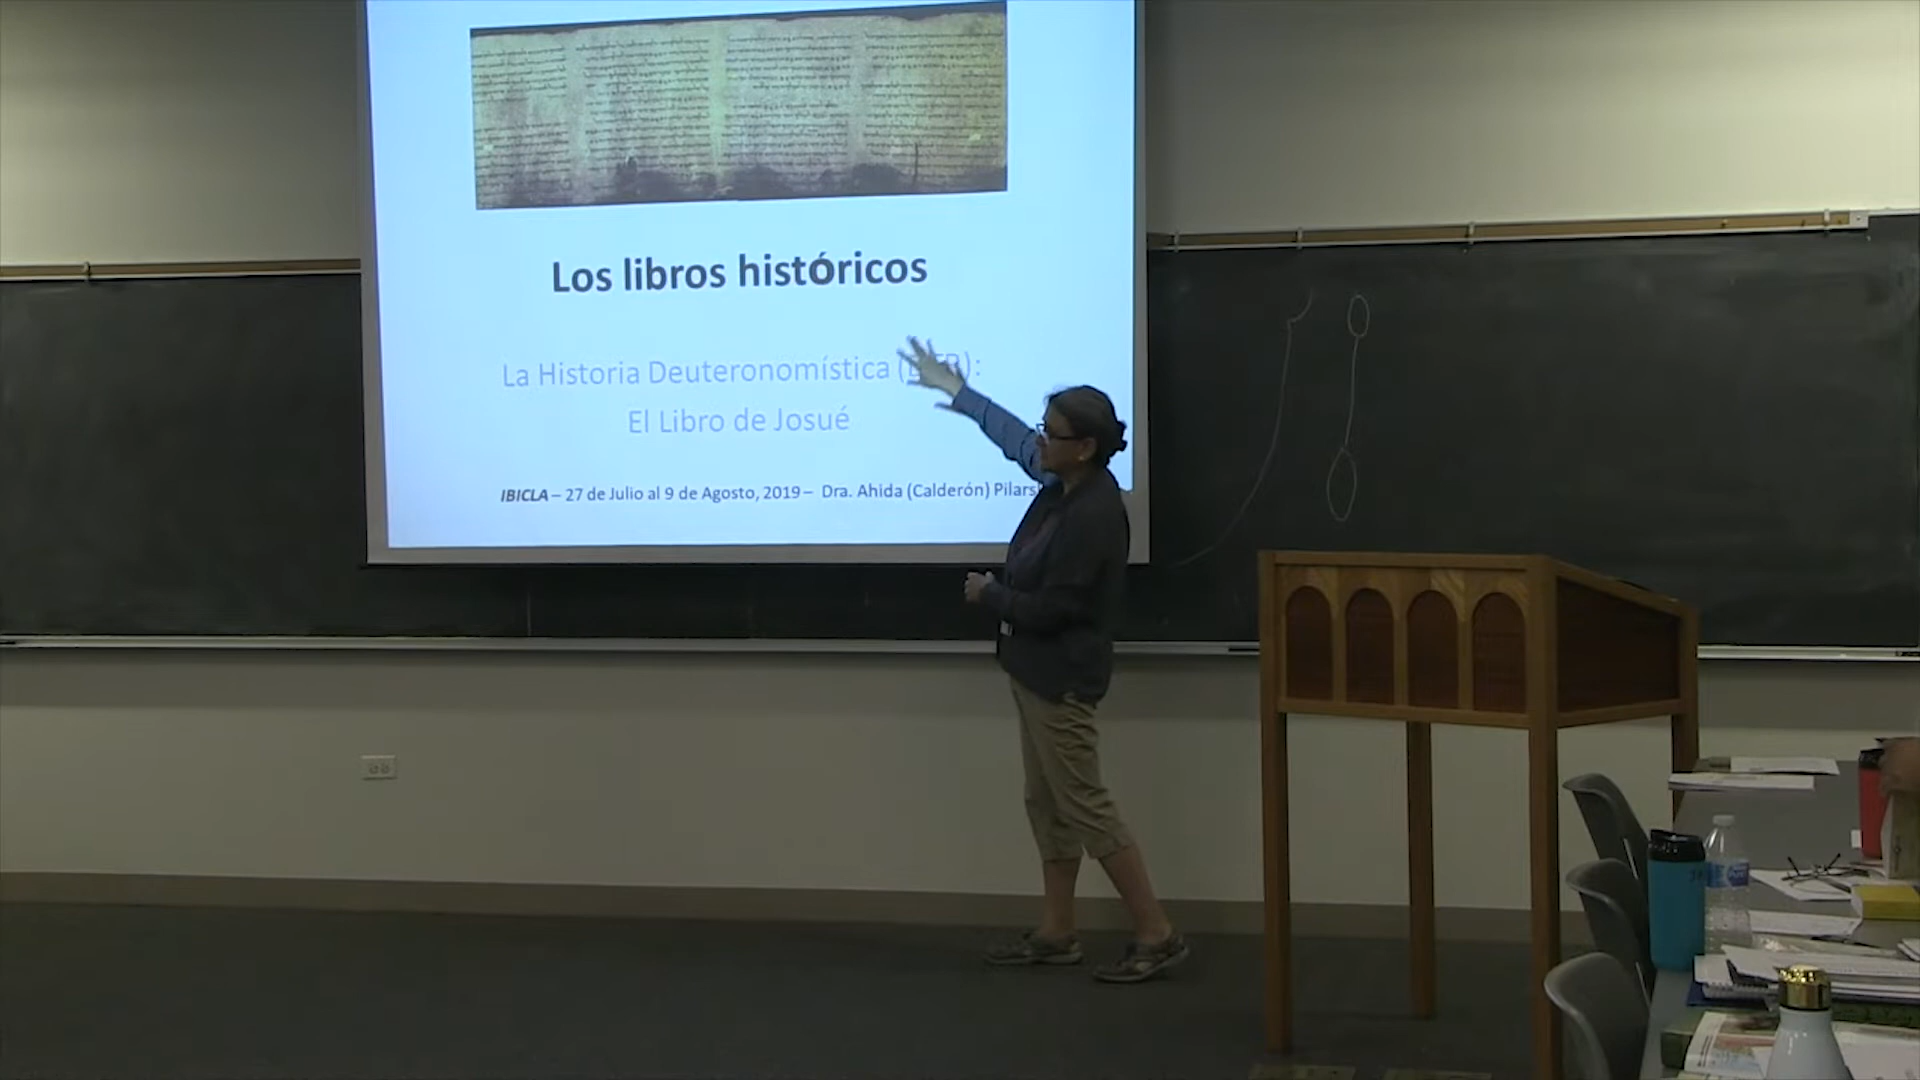 Los libros históricos
La Historia Deuteronomística
El Libro de Josué
IBICLA – 27 de Julio al 9 de Agosto, 2019 – Dra. Ahida (Calderón)